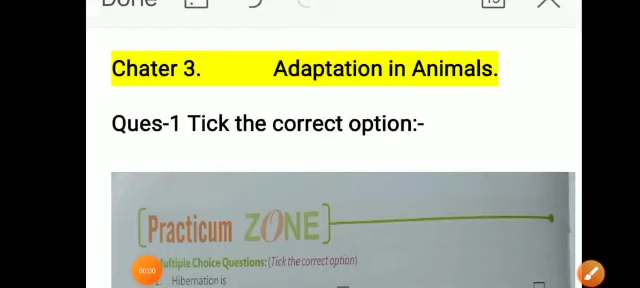 Done
Chater 3. Adaptation in Animals.
Ques-1 Tick the correct option:-
[Practicum ZONE]
ultiple Choice Questions: (Tick the correct option)
00:00
Hibernation is